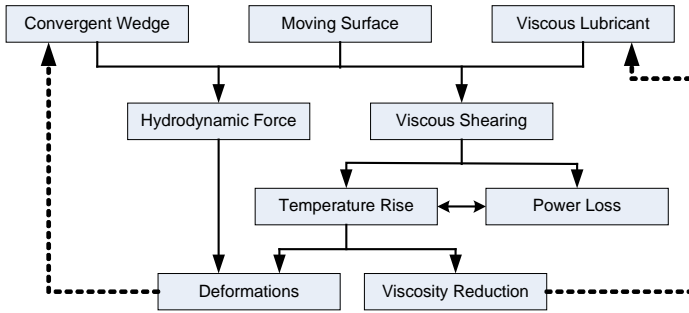 Convergent Wedge
Moving Surface
Viscous Lubricant
Hydrodynamic Force
Viscous Shearing
Temperature Rise
Power Loss
Deformations
Viscosity Reduction